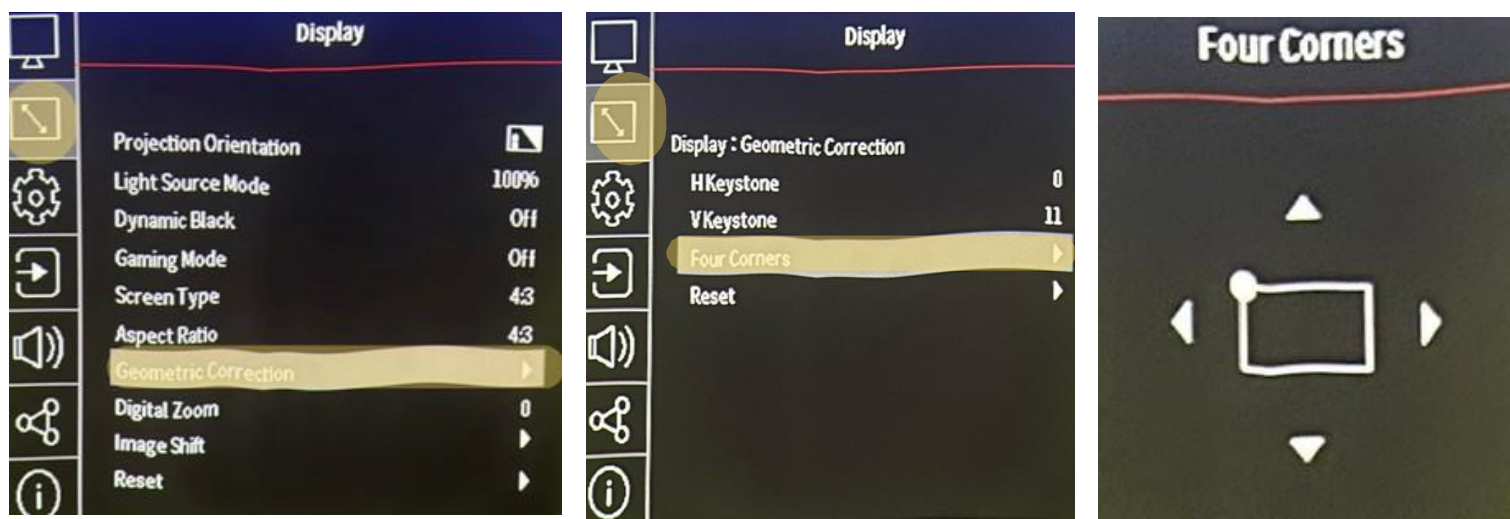 Display
Projection Orientation
Light Source Mode 100%
Dynamic Black Off
Gaming Mode Off
Screen Type 4:3
Aspect Ratio 4:3
Geometric Correction
Digital Zoom 0
Image Shift
Reset
Display
Display : Geometric Correction
H Keystone 0
V Keystone 11
Four Corners
Reset
Four Corners